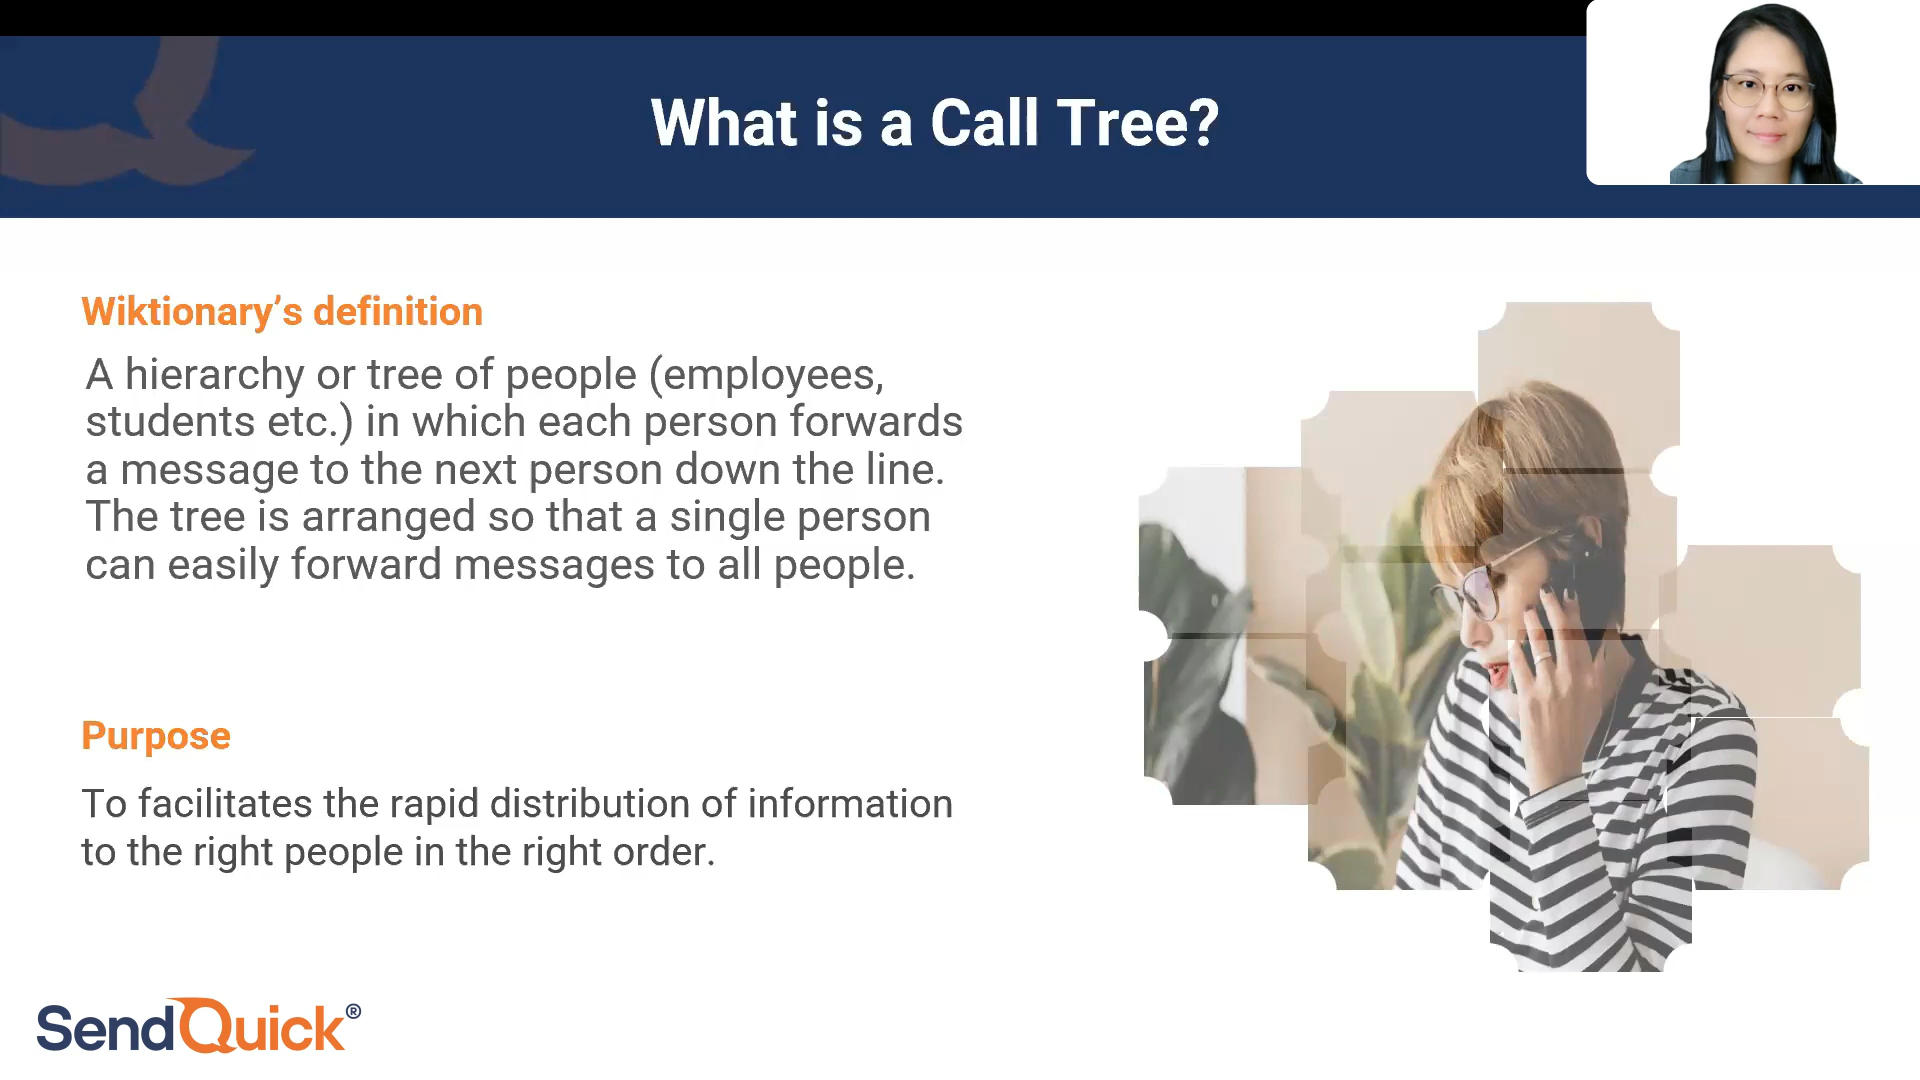 What is a Call Tree?
Wiktionary’s definition
A hierarchy or tree of people (employees,
students etc.) in which each person forwards
a message to the next person down the line.
The tree is arranged so that a single person
can easily forward messages to all people.
Purpose
To facilitates the rapid distribution of information
to the right people in the right order.
SendQuick®